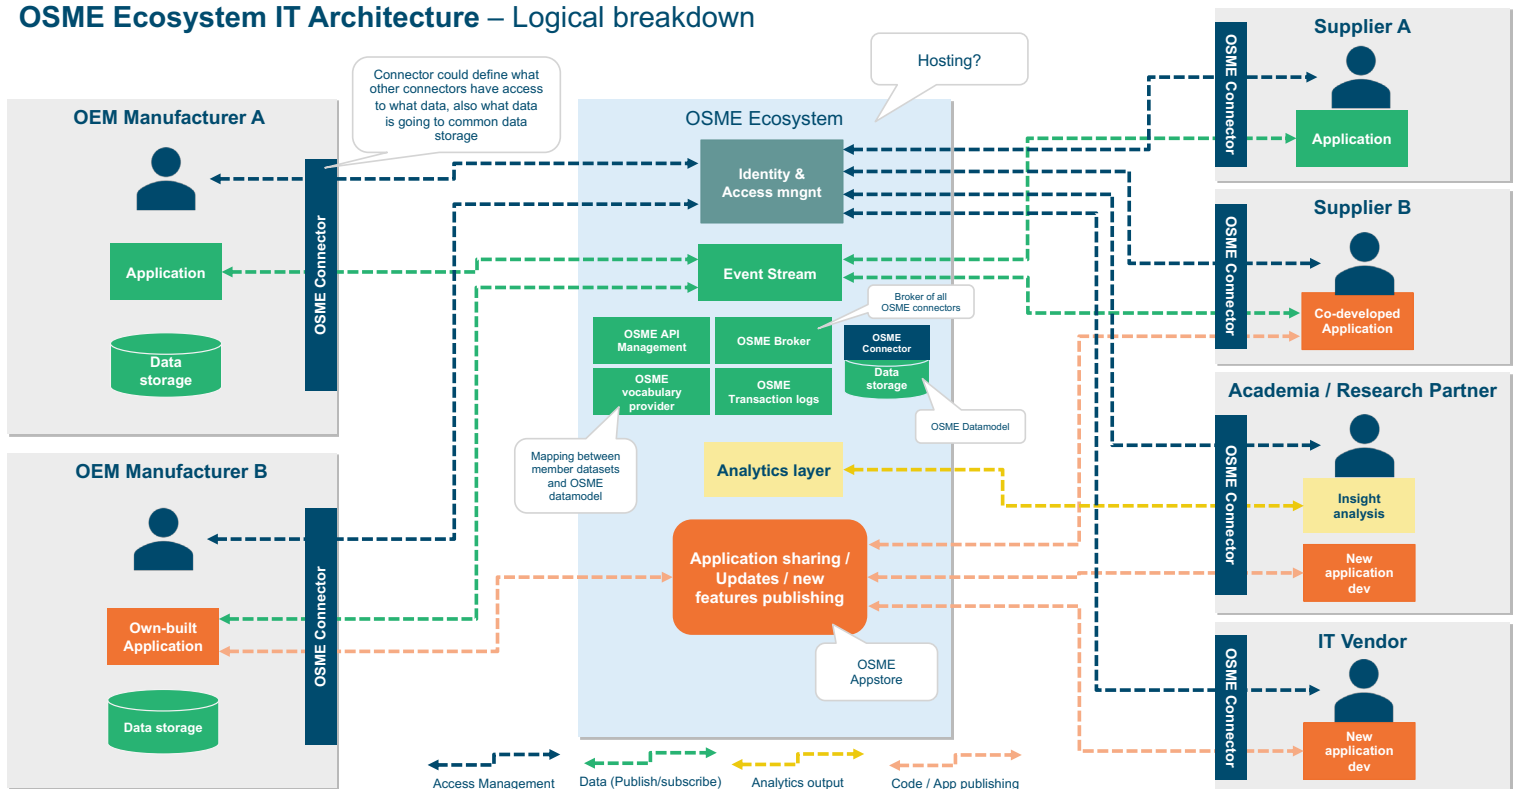 OSME Ecosystem IT Architecture – Logical breakdown
Connector could define what
other connectors have access
to what data, also what data
is going to common data
storage
Hosting?
OEM Manufacturer A
OSME Connector
Application
Data
storage
OEM Manufacturer B
OSME Connector
Own-built
Application
Data storage
OSME Ecosystem
Identity &
Access mngnt
Event Stream
Broker of all
OSME connectors
OSME API
Management
OSME Broker
OSME
Connector
Data
storage
OSME
vocabulary
provider
OSME
Transaction logs
OSME Datamodel
Mapping between
member datasets
and OSME
datamodel
Analytics layer
Application sharing /
Updates / new
features publishing
OSME
Appstore
Supplier A
OSME Connector
Application
Supplier B
OSME Connector
Co-developed
Application
Academia / Research Partner
OSME Connector
Insight
analysis
New
application
dev
IT Vendor
OSME Connector
New
application
dev
Access Management
Data (Publish/subscribe)
Analytics output
Code / App publishing